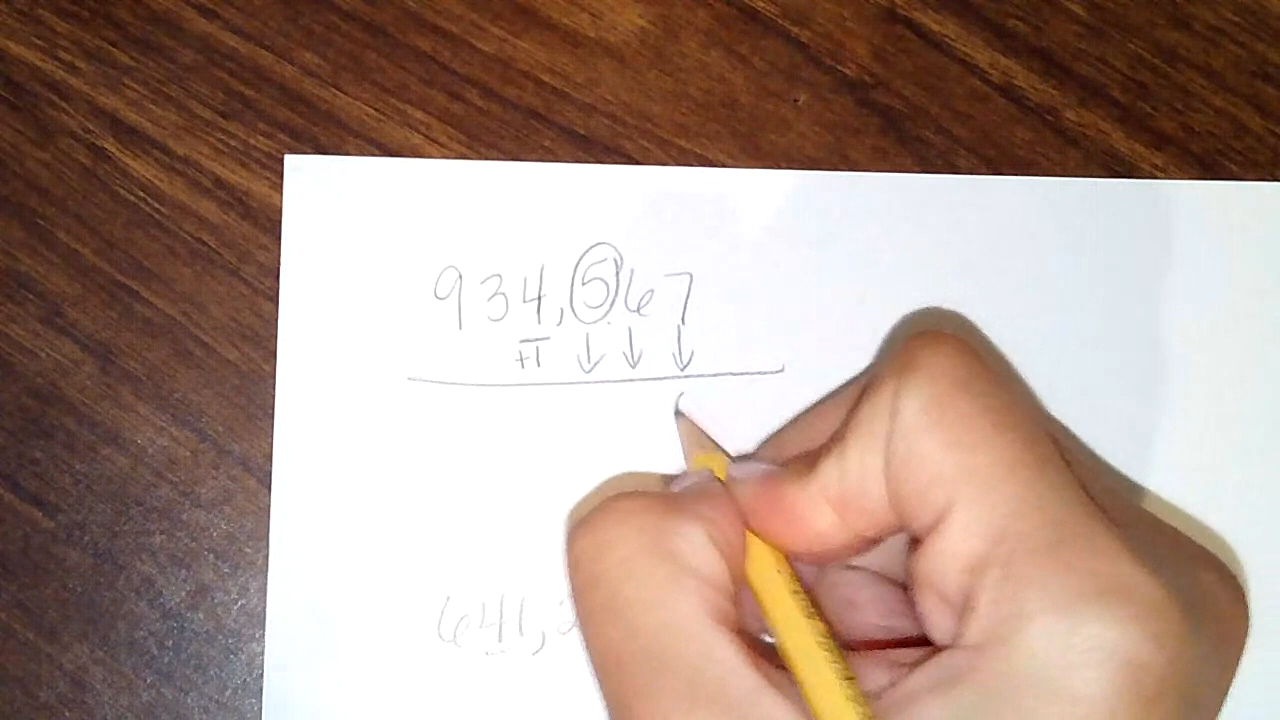 934,567
+1 ↓ ↓ ↓
641,